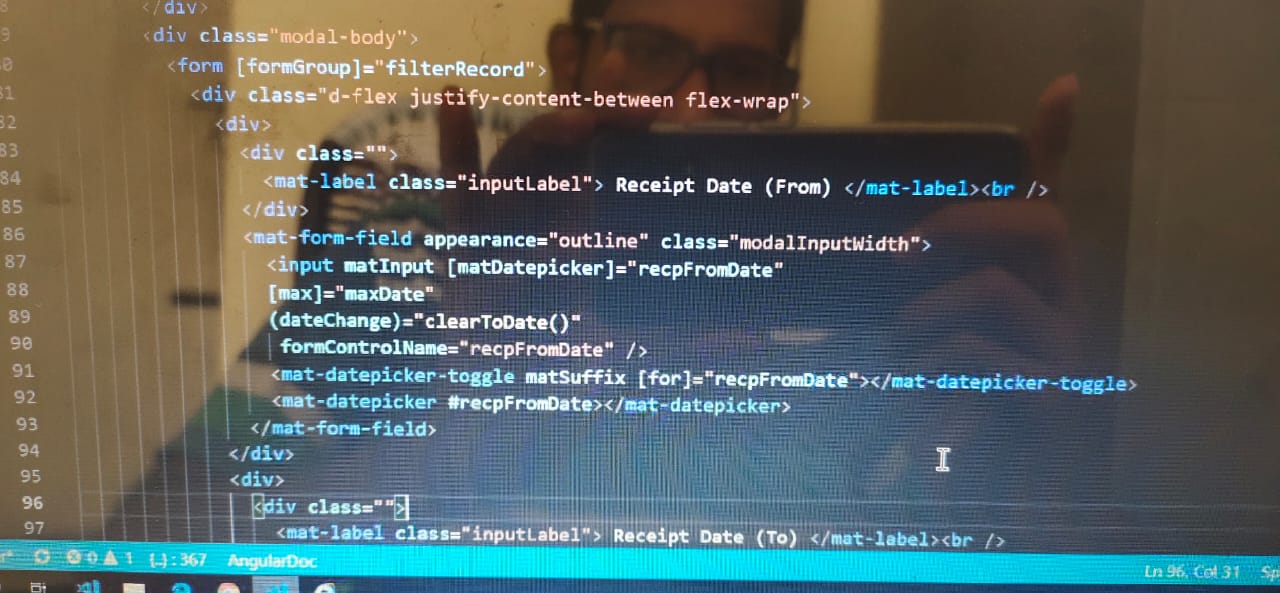 </div>
9 <div class="modal-body">
0 <form [formGroup]="filterRecord">
81 <div class="d-flex justify-content-between flex-wrap">
82 <div>
83 <div class="">
84 <mat-label class="inputLabel"> Receipt Date (From) </mat-label><br />
85 </div>
86 <mat-form-field appearance="outline" class="modalInputWidth">
87 <input matInput [matDatepicker]="recpFromDate"
88 [max]="maxDate"
89 (dateChange)="clearToDate()"
90 formControlName="recpFromDate" />
91 <mat-datepicker-toggle matSuffix [for]="recpFromDate"></mat-datepicker-toggle>
92 <mat-datepicker #recpFromDate></mat-datepicker>
93 </mat-form-field>
94 </div>
95 <div>
96 <div class="">
97 <mat-label class="inputLabel"> Receipt Date (To) </mat-label><br />
0 1 {..} : 367 AngularDoc Ln 96, Col 31 Sp